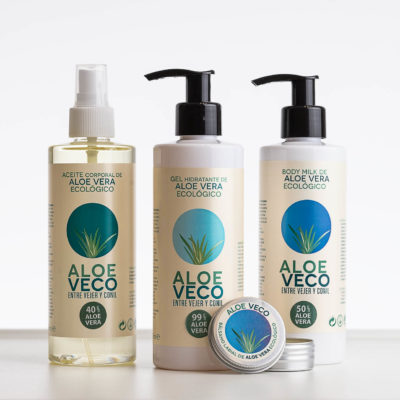 ACEITE CORPORAL DE
ALOE VERA
ECOLÓGICO
ALOE
VECO
ENTRE VEJER Y CONIL
40%
ALOE
VERA
GEL HIDRATANTE DE
ALOE VERA
ECOLÓGICO
ALOE
VECO
ENTRE VEJER Y CONIL
99%
ALOE
VERA
BODY MILK DE
ALOE VERA
ECOLÓGICO
ALOE
VECO
ENTRE VEJER Y CONIL
50%
ALOE
VERA
ALOE VECO
BÁLSAMO LABIAL DE ALOE VERA ECOLÓGICO